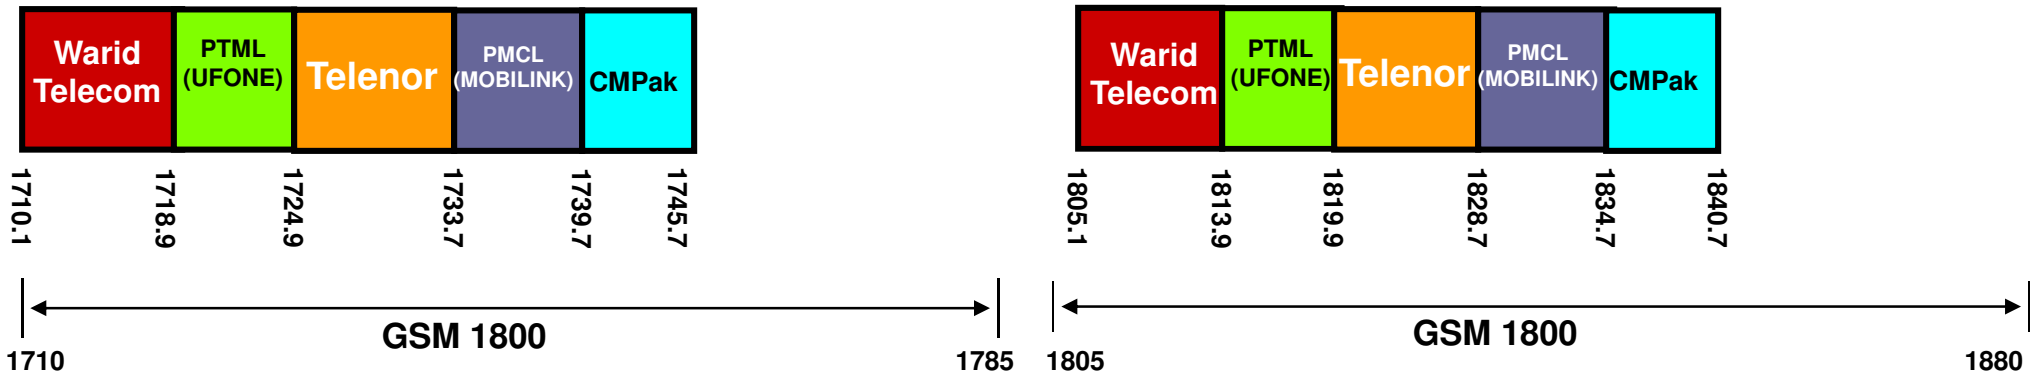 Warid
Telecom
PTML
(UFONE)
Telenor
PMCL
(MOBILINK)
CMPak
1710.1
1718.9
1724.9
1733.7
1739.7
1745.7
GSM 1800
1710
1785
Warid
Telecom
PTML
(UFONE)
Telenor
PMCL
(MOBILINK)
CMPak
1805.1
1813.9
1819.9
1828.7
1834.7
1840.7
GSM 1800
1805
1880